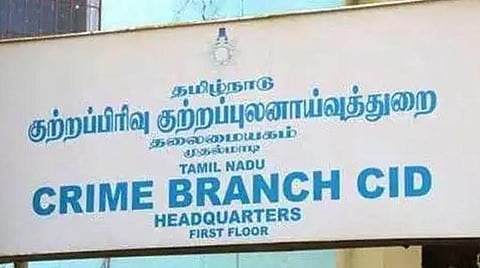 தமிழ்நாடு
குற்றப்பிரிவு குற்றப்புலனாய்வுத்துறை
தலைமையகம்
முதல்மாடி
TAMIL NADU
CRIME BRANCH CID
HEADQUARTERS
FIRST FLOOR